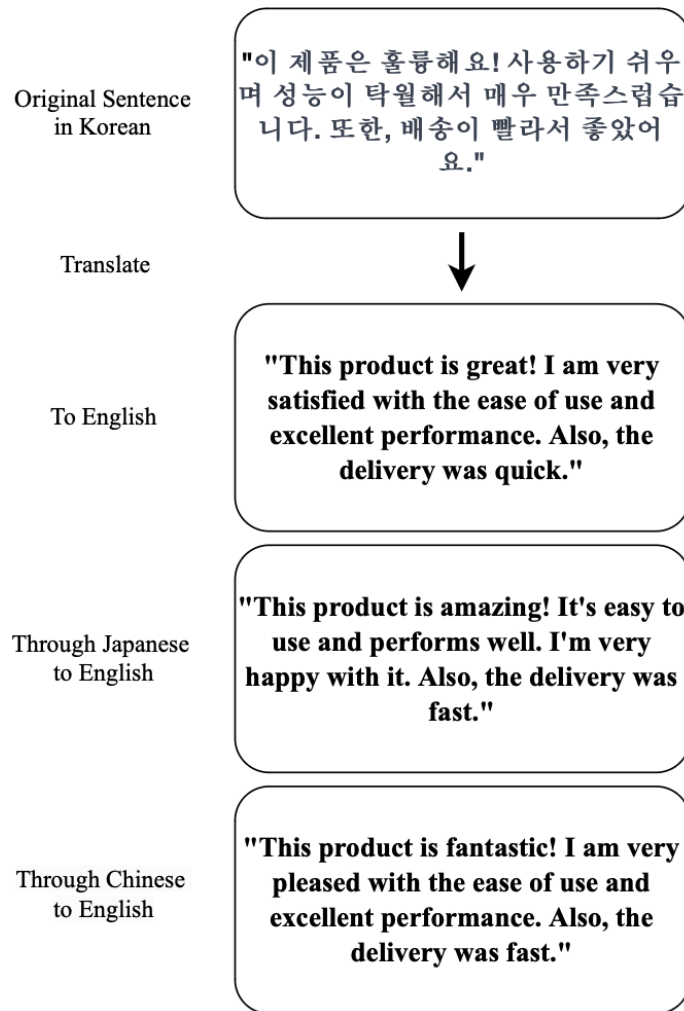 Original Sentence
in Korean
"이 제품은 훌륭해요! 사용하기 쉬우
며 성능이 탁월해서 매우 만족스럽습
니다. 또한, 배송이 빨라서 좋았어
요."
Translate
To English
"This product is great! I am very
satisfied with the ease of use and
excellent performance. Also, the
delivery was quick."
Through Japanese
to English
"This product is amazing! It's easy to
use and performs well. I'm very
happy with it. Also, the delivery was
fast."
Through Chinese
to English
"This product is fantastic! I am very
pleased with the ease of use and
excellent performance. Also, the
delivery was fast."